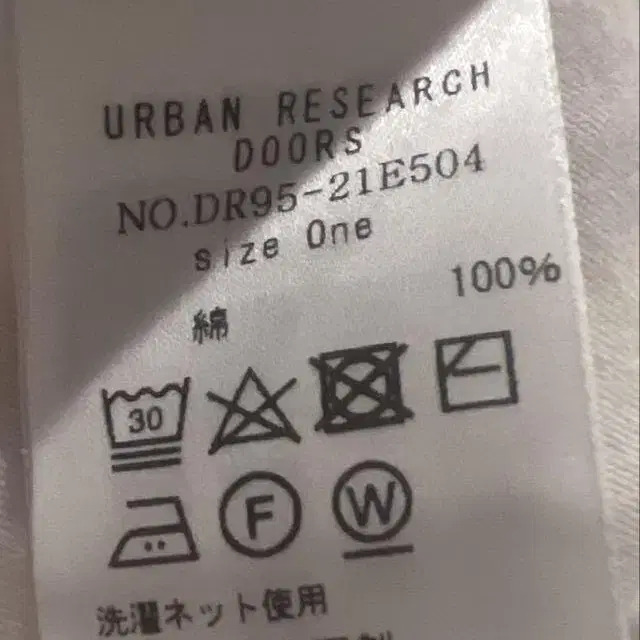 URBAN RESEARCH
DOORS
NO.DR95-21E504
size One
綿 100%
30
F W
洗濯ネット使用